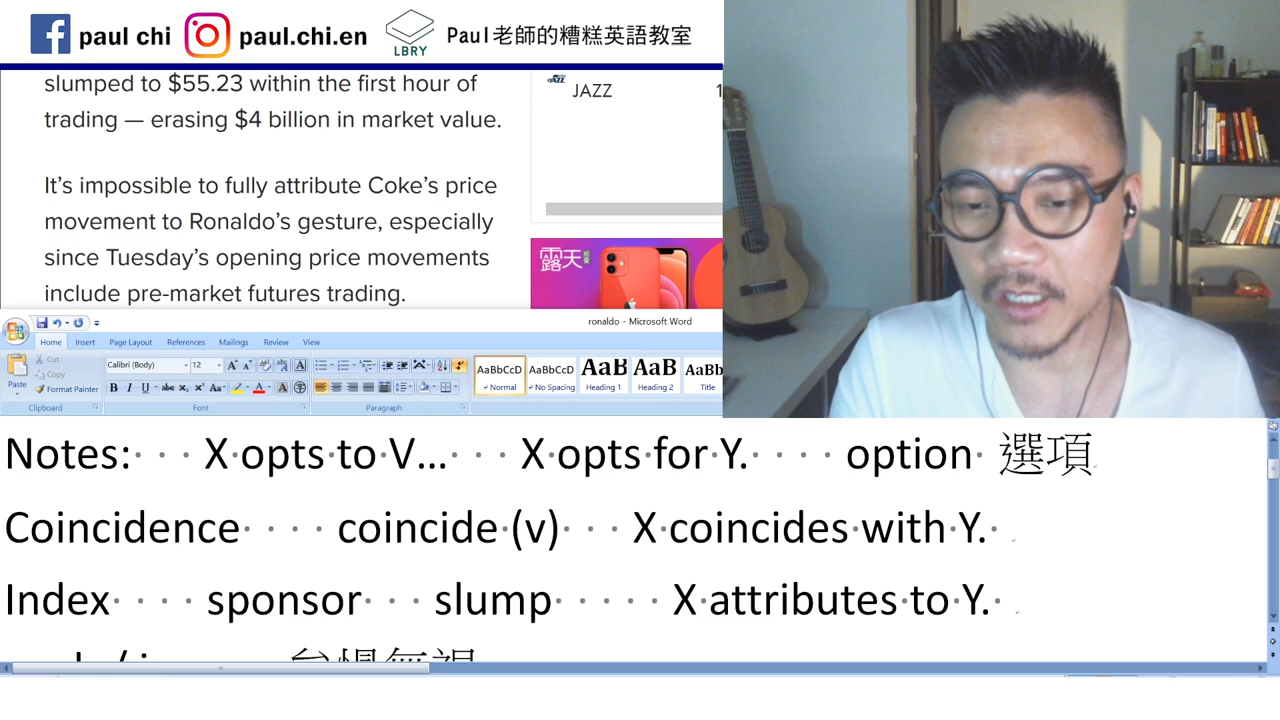 paul chi paul.chi.en LBRY Paul老師的糟糕英語教室
slumped to $55.23 within the first hour of
trading — erasing $4 billion in market value.
It's impossible to fully attribute Coke's price
movement to Ronaldo's gesture, especially
since Tuesday's opening price movements
include pre-market futures trading.
JAZZ 1
露天
ronaldo - Microsoft Word
Home Insert Page Layout References Mailings Review View
Paste Cut Copy Format Painter
Calibri (Body) 12
AaBbCcD AaBbCcD AaB AaB AaBb
Normal No Spacing Heading 1 Heading 2 Title
Clipboard Font Paragraph
Notes: X opts to V... X opts for Y. option 選項
Coincidence coincide (v) X coincides with Y.
Index sponsor slump X attributes to Y.